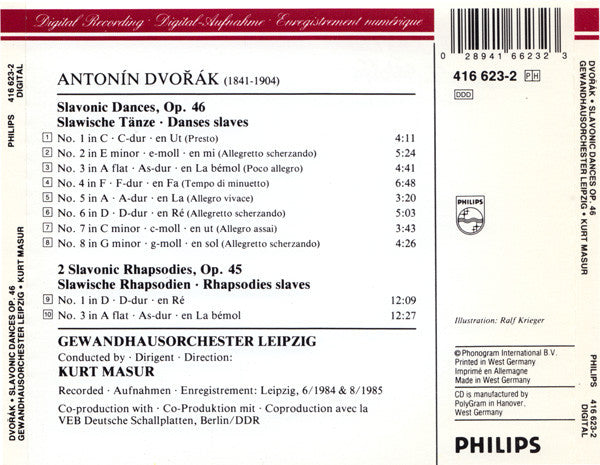 Digital Recording · Digital-Aufnahme · Enregistrement numérique
ANTONÍN DVOŘÁK (1841-1904)
Slavonic Dances, Op. 46
Slawische Tänze · Danses slaves
1 No. 1 in C · C-dur · en Ut (Presto) 4:11
2 No. 2 in E minor · e-moll · en mi (Allegretto scherzando) 5:24
3 No. 3 in A flat · As-dur · en La bémol (Poco allegro) 4:41
4 No. 4 in F · F-dur · en Fa (Tempo di minuetto) 6:48
5 No. 5 in A · A-dur · en La (Allegro vivace) 3:20
6 No. 6 in D · D-dur · en Ré (Allegretto scherzando) 5:03
7 No. 7 in C minor · c-moll · en ut (Allegro assai) 3:43
8 No. 8 in G minor · g-moll · en sol (Allegretto scherzando) 4:26
2 Slavonic Rhapsodies, Op. 45
Slawische Rhapsodien · Rhapsodies slaves
9 No. 1 in D · D-dur · en Ré 12:09
10 No. 3 in A flat · As-dur · en La bémol 12:27
GEWANDHAUSORCHESTER LEIPZIG
Conducted by · Dirigent · Direction:
KURT MASUR
Recorded · Aufnahmen · Enregistrement: Leipzig, 6/1984 & 8/1985
Co-production with · Co-Produktion mit · Coproduction avec la
VEB Deutsche Schallplatten, Berlin/DDR
0 28941 66232 3
416 623-2 PH
DDD
PHILIPS
Illustration: Ralf Krieger
© Phonogram International B.V.
Printed in West Germany
Imprimé en Allemagne
Made in West Germany
CD is manufactured by
PolyGram in Hanover,
West Germany
PHILIPS
PHILIPS 416 623-2
DIGITAL
DVOŘÁK • SLAVONIC DANCES OP. 46
GEWANDHAUSORCHESTER LEIPZIG • KURT MASUR
DVOŘÁK • SLAVONIC DANCES OP. 46
GEWANDHAUSORCHESTER LEIPZIG • KURT MASUR
PHILIPS 416 623-2
DIGITAL